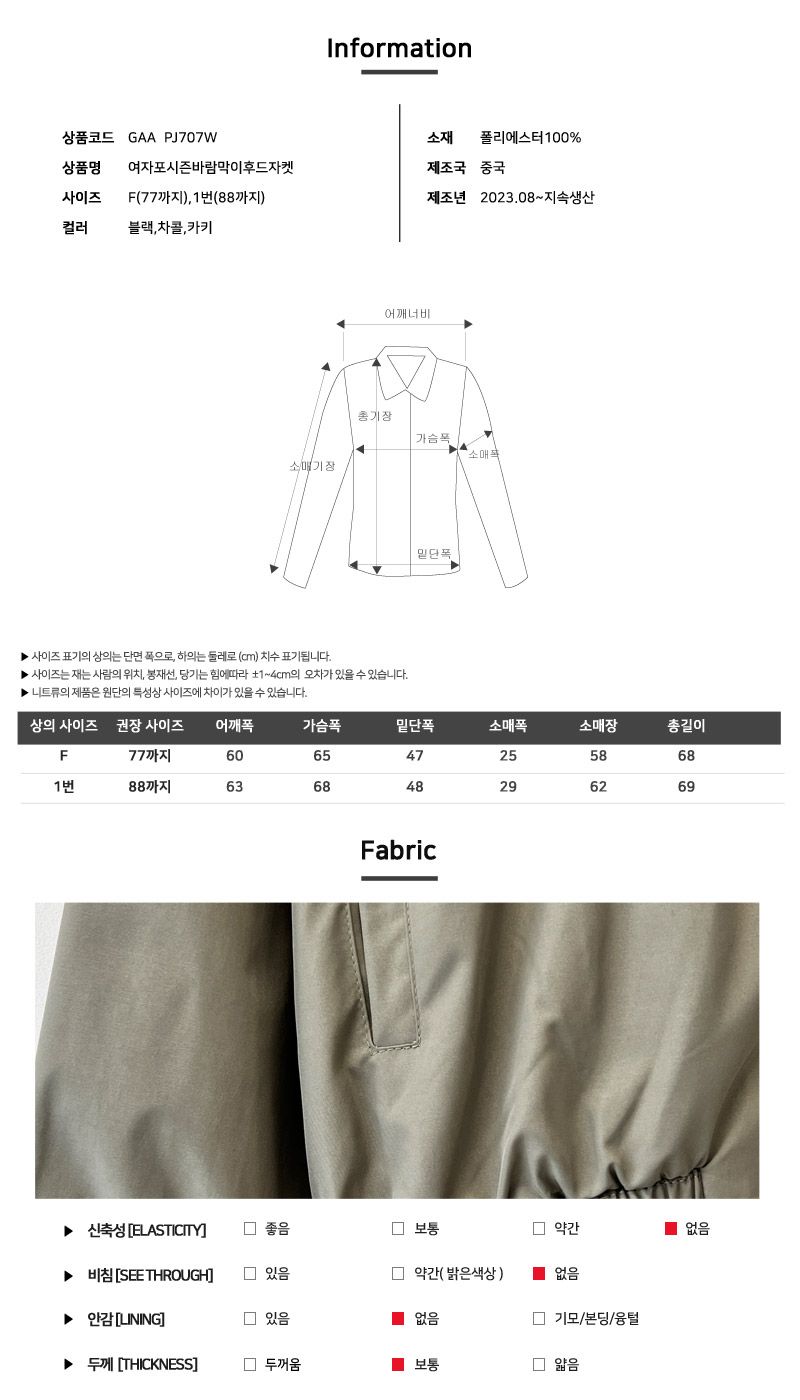 Information
상품코드 GAA PJ707W
상품명 여자포시즌바람막이후드자켓
사이즈 F(77까지),1번(88까지)
컬러 블랙,차콜,카키
소재 폴리에스터100%
제조국 중국
제조년 2023.08~지속생산
어깨너비
총기장
가슴폭
소매폭
소매기장
밑단폭
▶ 사이즈 표기의 상의는 단면 폭으로, 하의는 둘레로 (cm) 치수 표기됩니다.
▶ 사이즈는 재는 사람의 위치, 봉재선, 당기는 힘에따라 ±1~4cm의 오차가 있을 수 있습니다.
▶ 니트류의 제품은 원단의 특성상 사이즈에 차이가 있을 수 있습니다.
상의 사이즈 권장 사이즈 어깨폭 가슴폭 밑단폭 소매폭 소매장 총길이
F 77까지 60 65 47 25 58 68
1번 88까지 63 68 48 29 62 69
Fabric
▶ 신축성 [ELASTICITY] □ 좋음 □ 보통 □ 약간 ■ 없음
▶ 비침 [SEE THROUGH] □ 있음 □ 약간( 밝은색상 ) ■ 없음
▶ 안감 [LINING] □ 있음 ■ 없음 □ 기모/본딩/융털
▶ 두께 [THICKNESS] □ 두꺼움 ■ 보통 □ 얇음